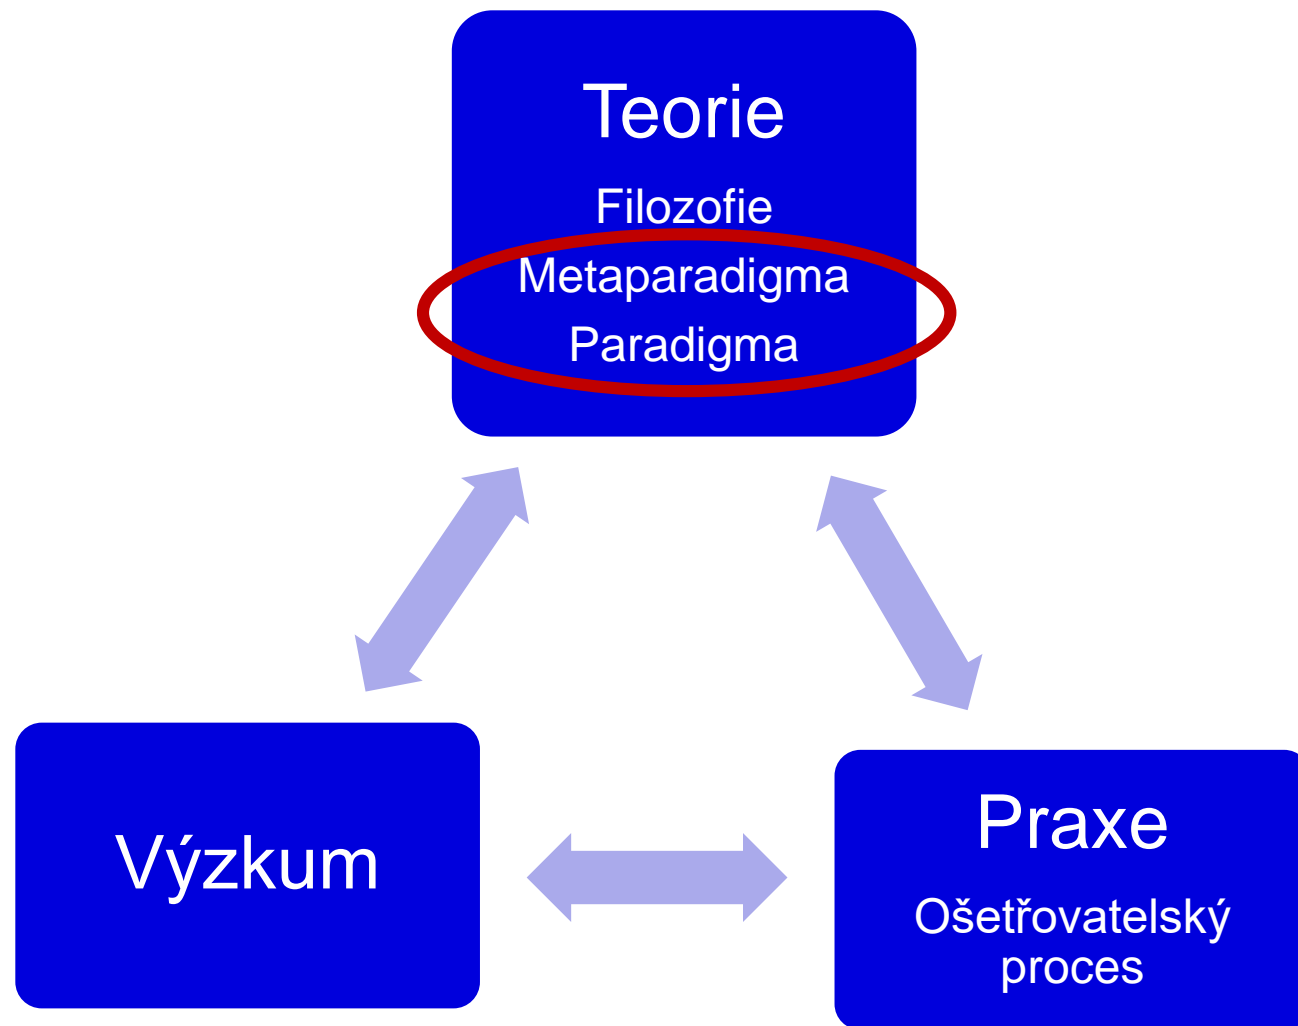 Teorie
Filozofie
Metaparadigma
Paradigma
Výzkum
Praxe
Ošetřovatelský
proces